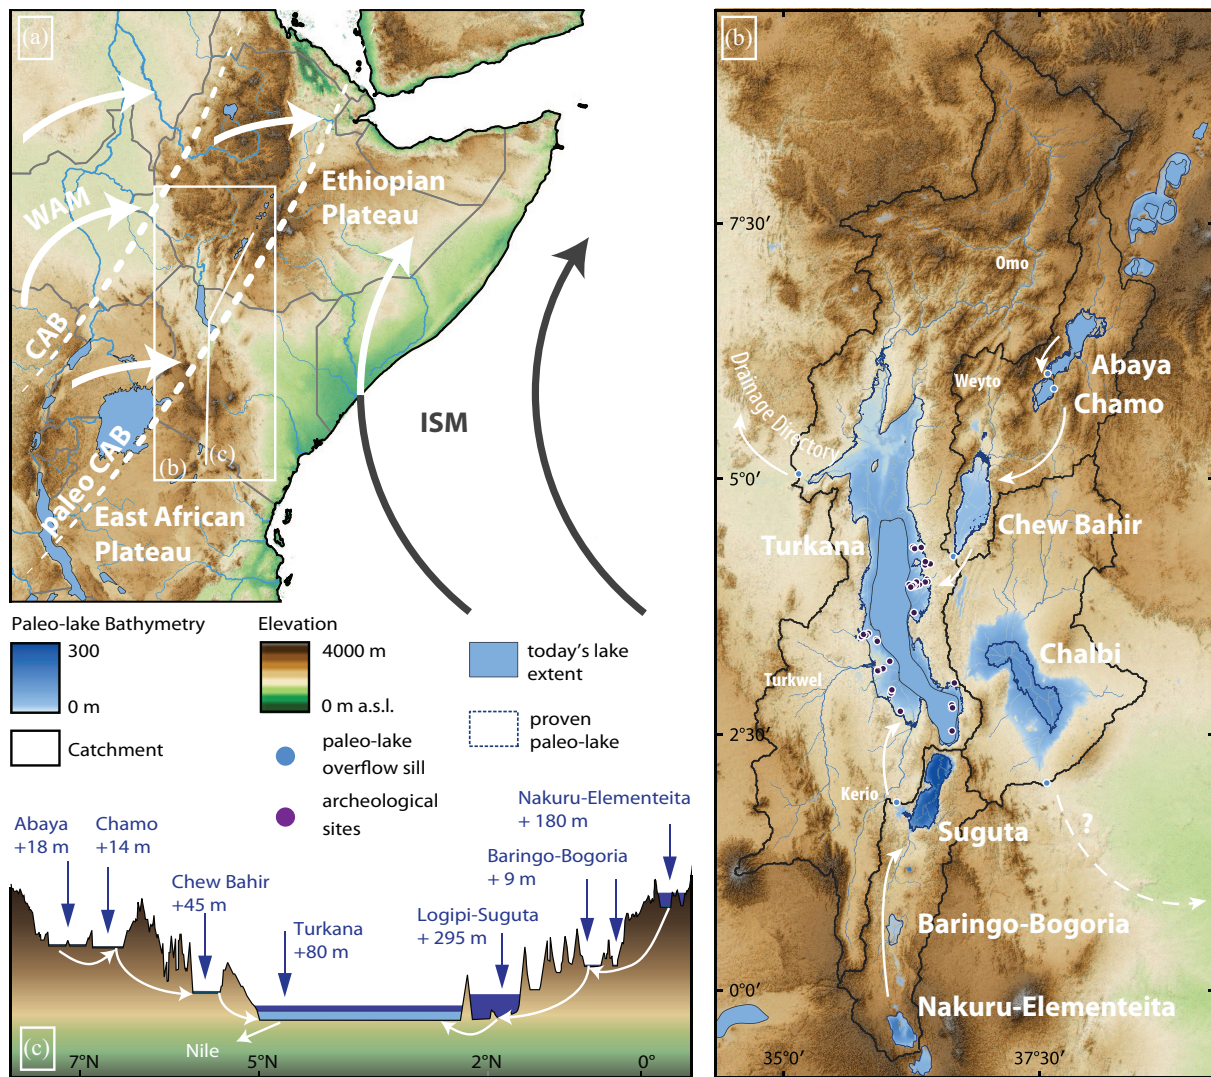 (a)
WAM
CAB
paleo CAB
Ethiopian
Plateau
ISM
(b)
(c)
East African
Plateau
Paleo-lake Bathymetry
300
0 m
Catchment
Elevation
4000 m
0 m a.s.l.
paleo-lake
overflow sill
archeological
sites
today's lake
extent
proven
paleo-lake
Abaya
+18 m
Chamo
+14 m
Chew Bahir
+45 m
Turkana
+80 m
Logipi-Suguta
+ 295 m
Baringo-Bogoria
+ 9 m
Nakuru-Elementeita
+ 180 m
Nile
(c)
7°N
5°N
2°N
0°
(b)
7°30′
5°0′
2°30′
0°0′
35°0′
37°30′
Omo
Weyto
Abaya
Chamo
Drainage Directory
Chew Bahir
Turkana
Chalbi
Turkwel
Kerio
Suguta
?
Baringo-Bogoria
Nakuru-Elementeita